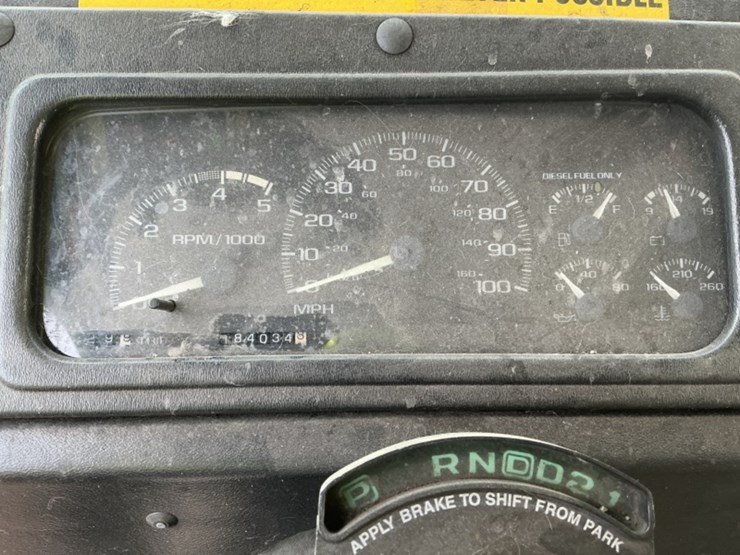 POSSIBLE
1 2 3 4 5
RPM/1000
0 10 20 30 40 50 60 70 80 90 100
20 40 60 80 100 120 140 160
MPH
184034
DIESEL FUEL ONLY
E 1/2 F
9 14 19
0 40 80
160 210 260
P R N D D 2 1
APPLY BRAKE TO SHIFT FROM PARK